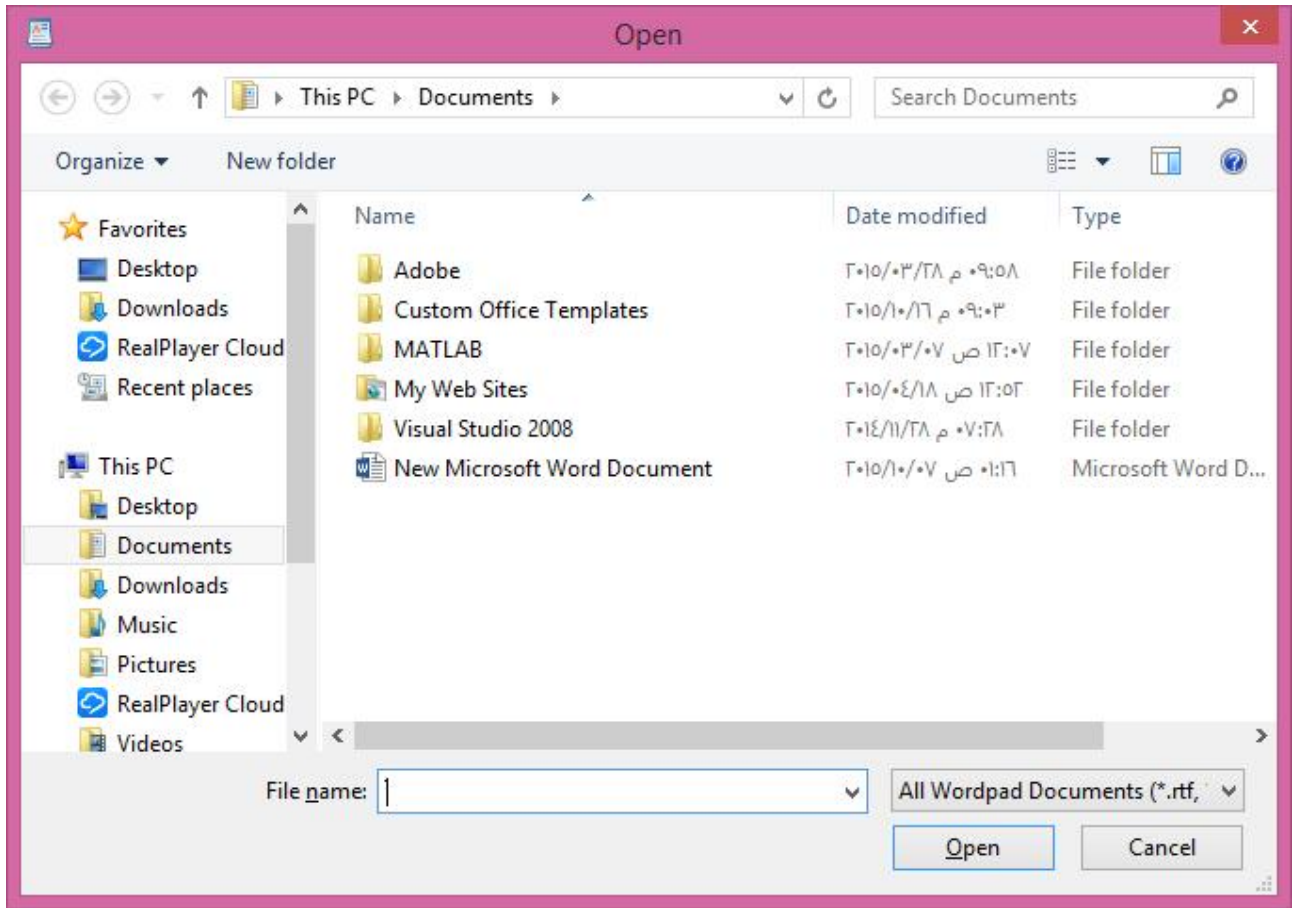 Open
This PC Documents Search Documents
Organize New folder
Name Date modified Type
Favorites
Desktop
Downloads
RealPlayer Cloud
Recent places
This PC
Desktop
Documents
Downloads
Music
Pictures
RealPlayer Cloud
Videos
Adobe ٢٠١٥/٠٣/٢٨ م ٠٩:٥٨ File folder
Custom Office Templates ٢٠١٥/١٠/١٦ م ٠٩:٠٣ File folder
MATLAB ٢٠١٥/٠٣/٠٧ ص ١٢:٠٧ File folder
My Web Sites ٢٠١٥/٠٤/١٨ ص ١٢:٥٢ File folder
Visual Studio 2008 ٢٠١٤/١١/٢٨ م ٠٧:٢٨ File folder
New Microsoft Word Document ٢٠١٥/١٠/٠٧ ص ٠١:١٦ Microsoft Word D...
File name: All Wordpad Documents (*.rtf,
Open Cancel